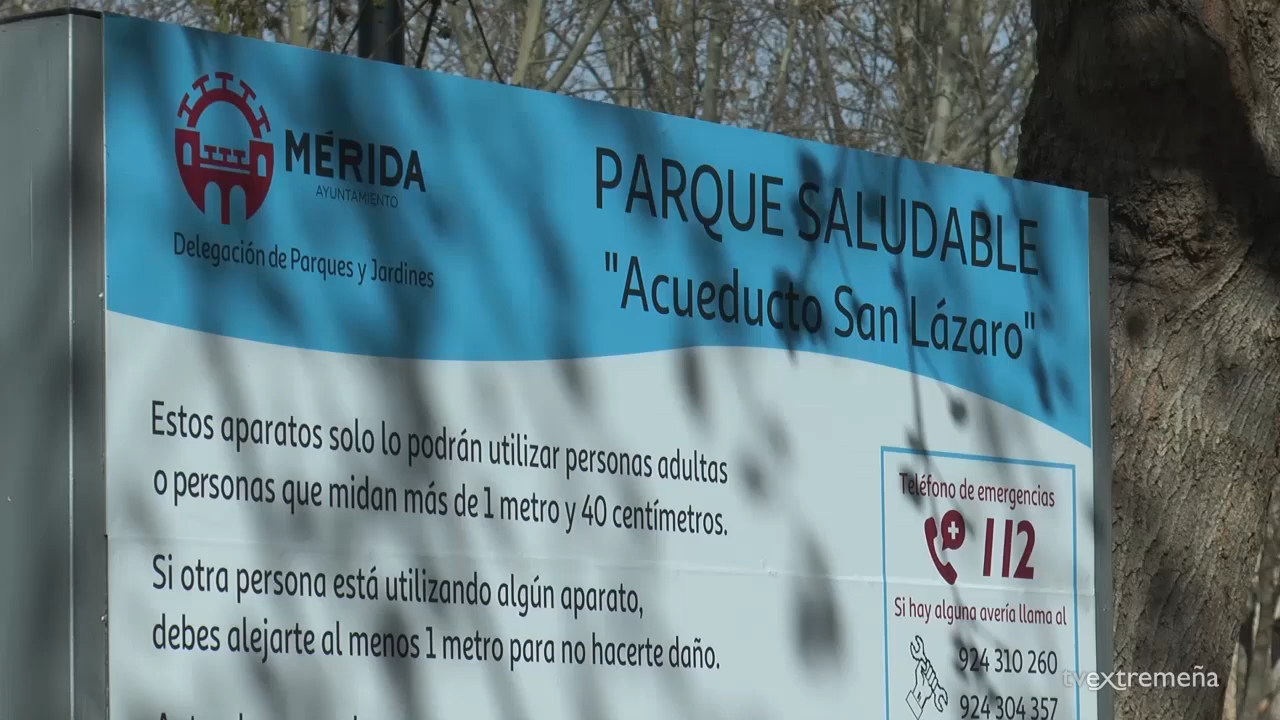 MÉRIDA
AYUNTAMIENTO
Delegación de Parques y Jardines
PARQUE SALUDABLE
"Acueducto San Lázaro"
Estos aparatos solo lo podrán utilizar personas adultas
o personas que midan más de 1 metro y 40 centímetros.
Si otra persona está utilizando algún aparato,
debes alejarte al menos 1 metro para no hacerte daño.
Teléfono de emergencias
112
Si hay alguna avería llama al
924 310 260
924 304 357
tvextremeña